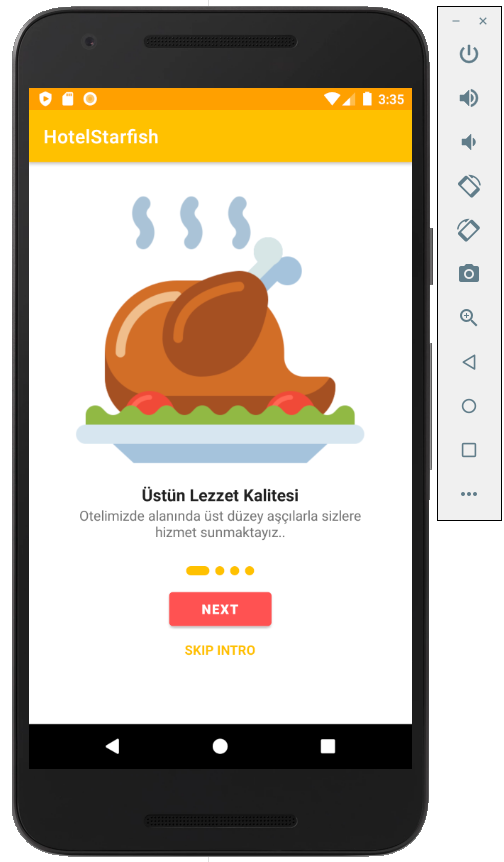 3:35
HotelStarfish
Üstün Lezzet Kalitesi
Otelimizde alanında üst düzey aşçılarla sizlere
hizmet sunmaktayız..
NEXT
SKIP INTRO